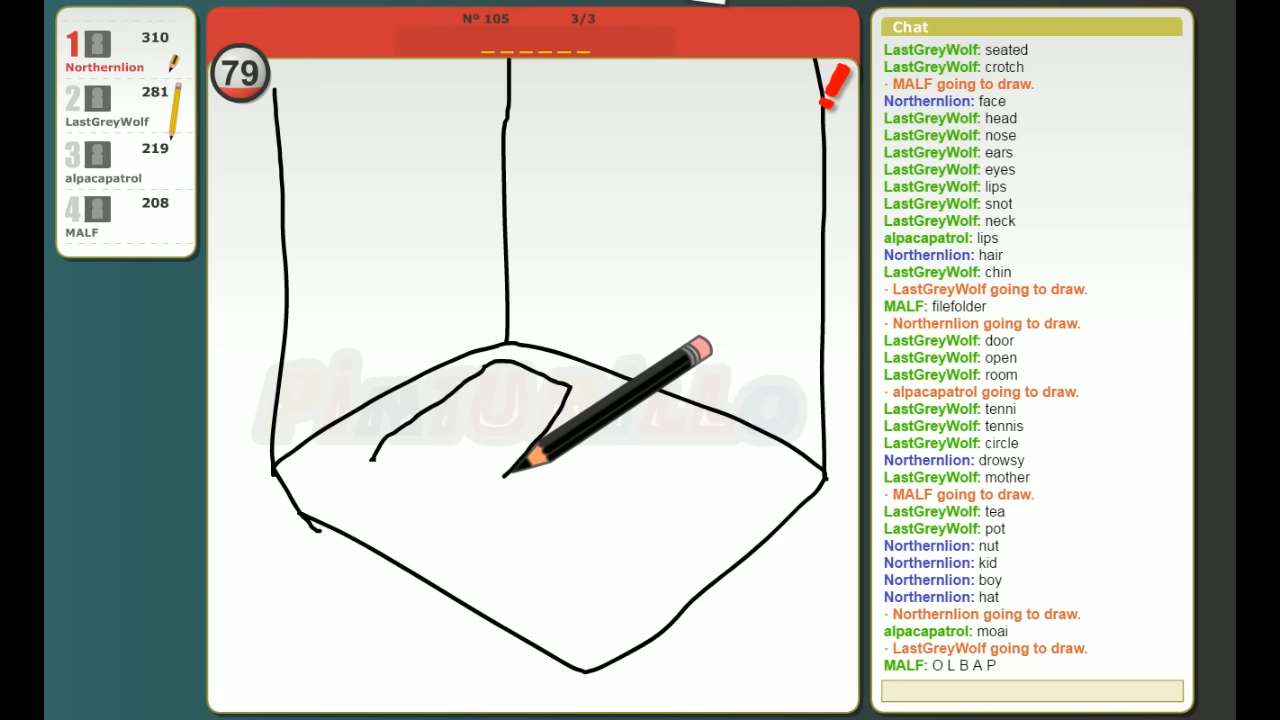 Nº 105 3/3
_ _ _ _ _ _
79
1 310
Northernlion
2 281
LastGreyWolf
3 219
alpacapatrol
4 208
MALF
PINTURILLO
Chat
LastGreyWolf: seated
LastGreyWolf: crotch
· MALF going to draw.
Northernlion: face
LastGreyWolf: head
LastGreyWolf: nose
LastGreyWolf: ears
LastGreyWolf: eyes
LastGreyWolf: lips
LastGreyWolf: snot
LastGreyWolf: neck
alpacapatrol: lips
Northernlion: hair
LastGreyWolf: chin
· LastGreyWolf going to draw.
MALF: filefolder
· Northernlion going to draw.
LastGreyWolf: door
LastGreyWolf: open
LastGreyWolf: room
· alpacapatrol going to draw.
LastGreyWolf: tenni
LastGreyWolf: tennis
LastGreyWolf: circle
Northernlion: drowsy
LastGreyWolf: mother
· MALF going to draw.
LastGreyWolf: tea
LastGreyWolf: pot
Northernlion: nut
Northernlion: kid
Northernlion: boy
Northernlion: hat
· Northernlion going to draw.
alpacapatrol: moai
· LastGreyWolf going to draw.
MALF: O L B A P